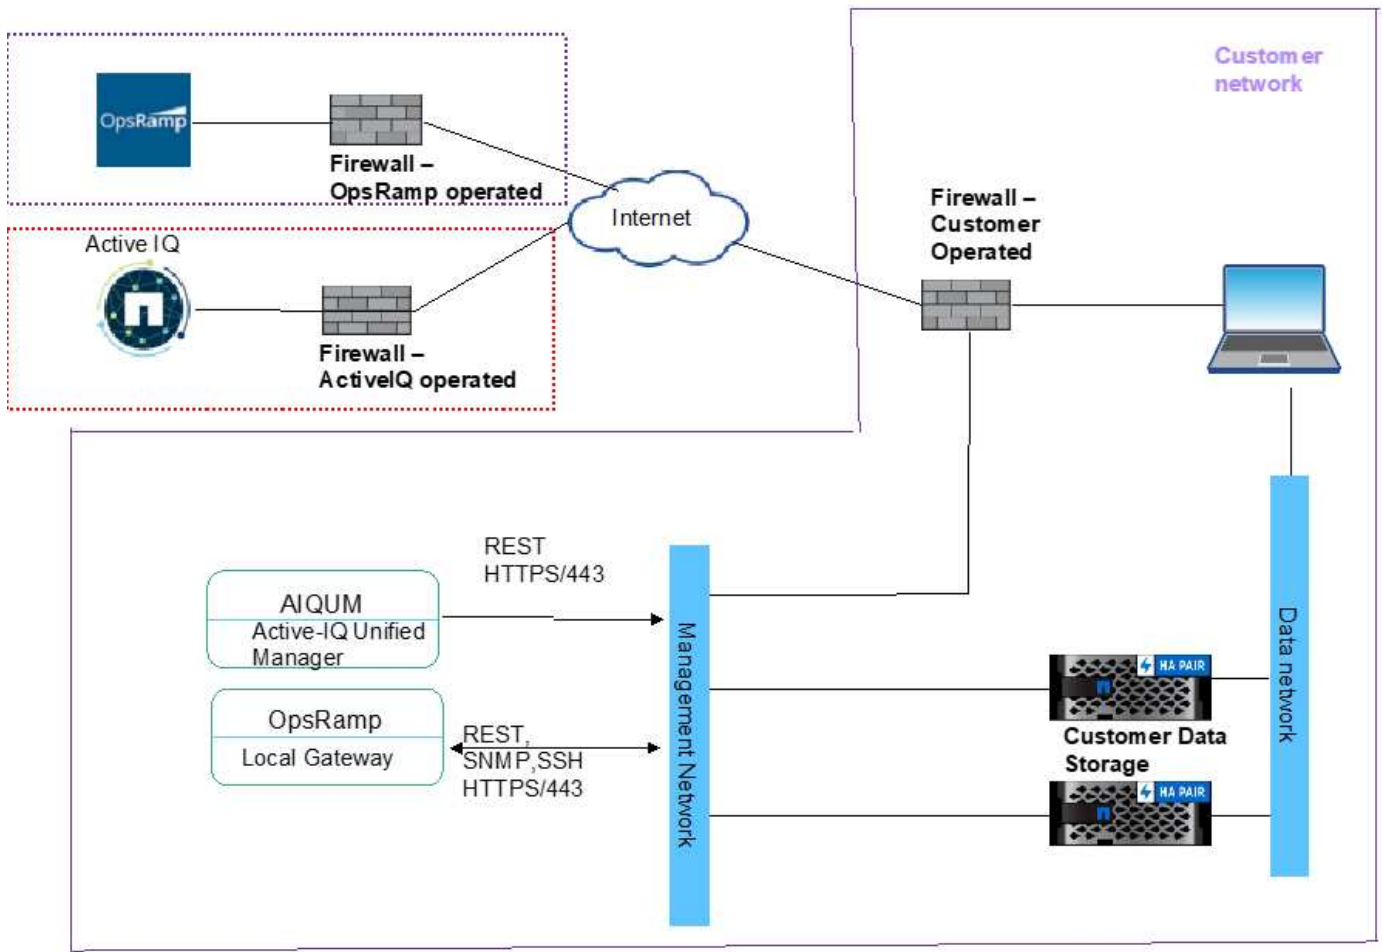 Customer
network
OpsRamp
Firewall –
OpsRamp operated
Internet
Firewall –
Customer
Operated
Active IQ
Firewall –
ActiveIQ operated
REST
HTTPS/443
AIQUM
Active-IQ Unified
Manager
OpsRamp
Local Gateway
REST,
SNMP,SSH
HTTPS/443
Management Network
HA PAIR
Customer Data
Storage
HA PAIR
Data network